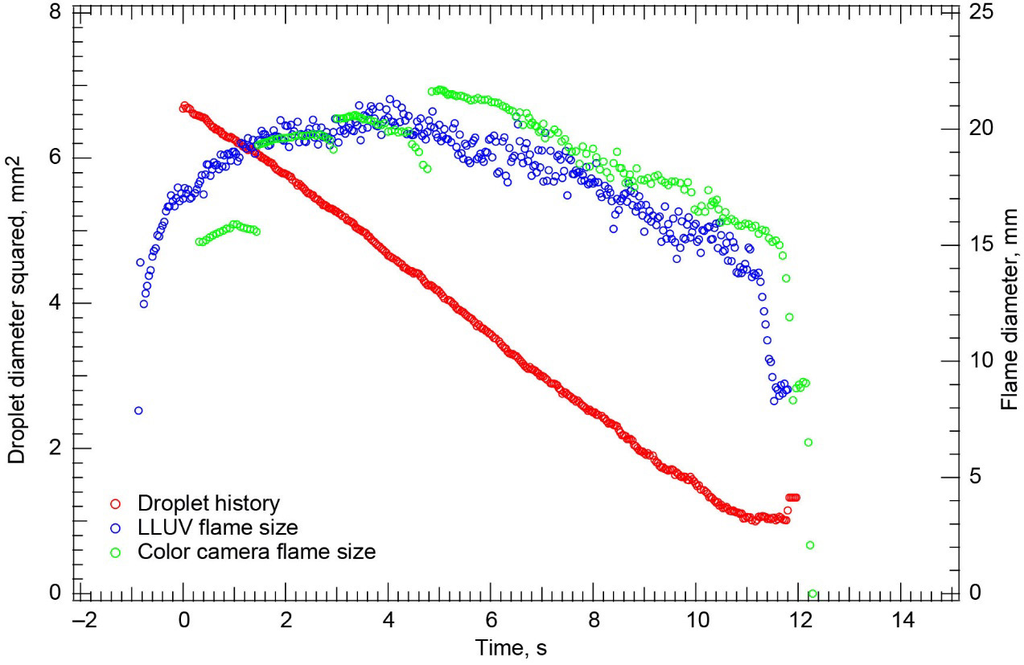 8
6
4
2
0
Droplet diameter squared, mm2
25
20
15
10
5
0
Flame diameter, mm
Droplet history
LLUV flame size
Color camera flame size
–2 0 2 4 6 8 10 12 14
Time, s